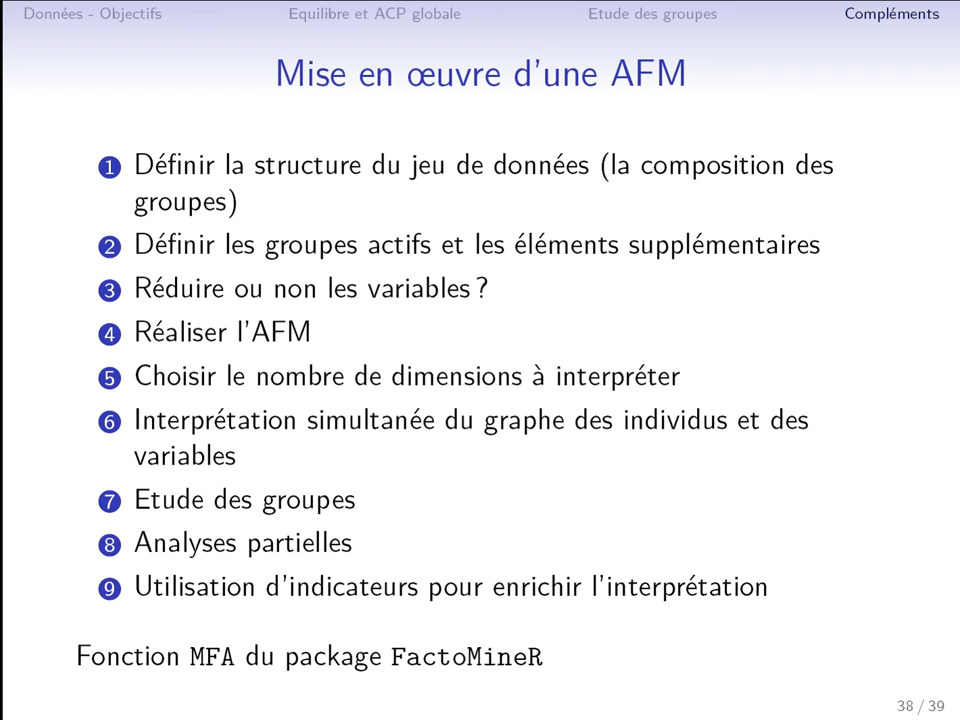 Données - Objectifs Equilibre et ACP globale Etude des groupes Compléments
Mise en œuvre d'une AFM
1 Définir la structure du jeu de données (la composition des
groupes)
2 Définir les groupes actifs et les éléments supplémentaires
3 Réduire ou non les variables ?
4 Réaliser l'AFM
5 Choisir le nombre de dimensions à interpréter
6 Interprétation simultanée du graphe des individus et des
variables
7 Etude des groupes
8 Analyses partielles
9 Utilisation d'indicateurs pour enrichir l'interprétation
Fonction MFA du package FactoMineR
38 / 39